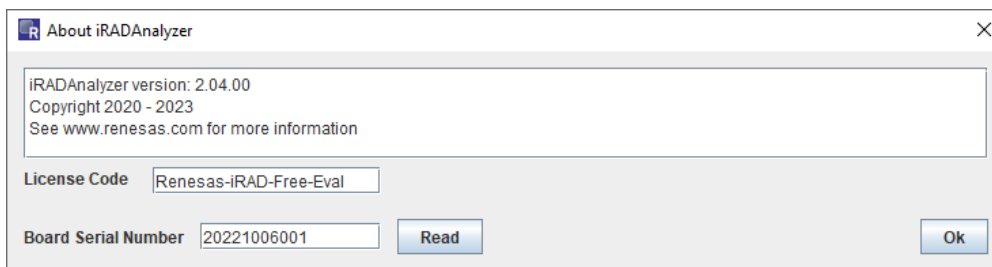 About iRADAnalyzer
iRADAnalyzer version: 2.04.00
Copyright 2020 - 2023
See www.renesas.com for more information
License Code Renesas-iRAD-Free-Eval
Board Serial Number 20221006001 Read Ok